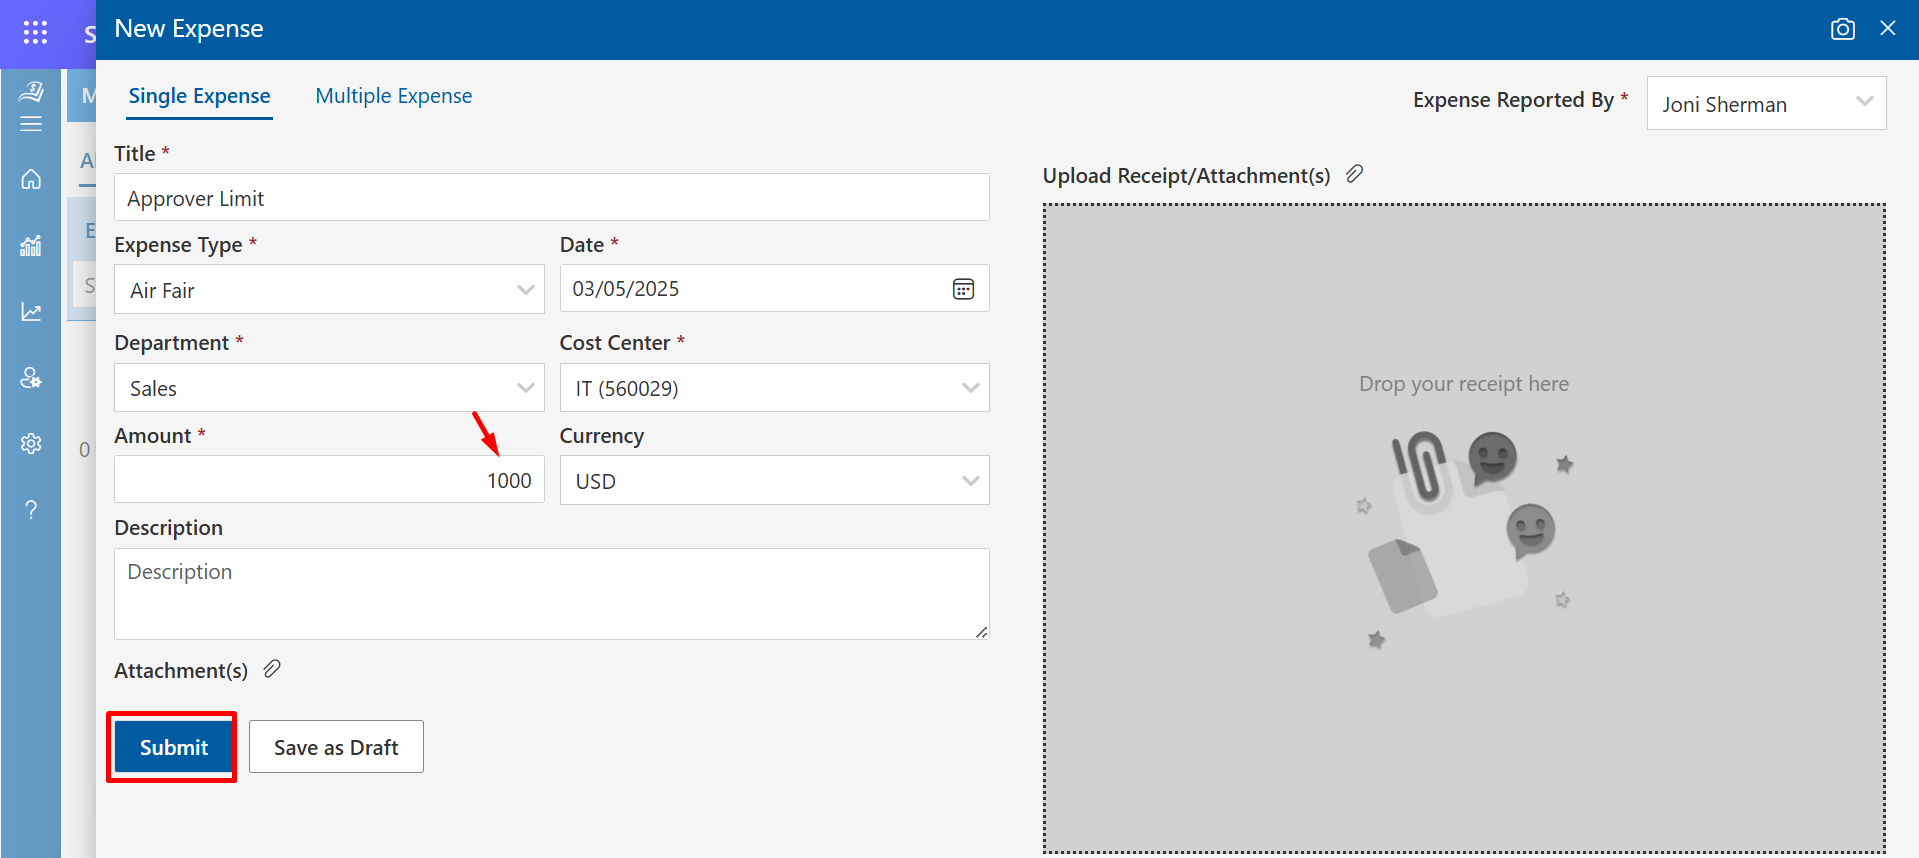 S
New Expense
M
Single Expense
Multiple Expense
Expense Reported By *
Joni Sherman
A
Title *
Approver Limit
Upload Receipt/Attachment(s)
E
Expense Type *
Date *
S
Air Fair
03/05/2025
Department *
Cost Center *
Sales
IT (560029)
Drop your receipt here
Amount *
Currency
0
1000
USD
Description
Description
Attachment(s)
Submit
Save as Draft